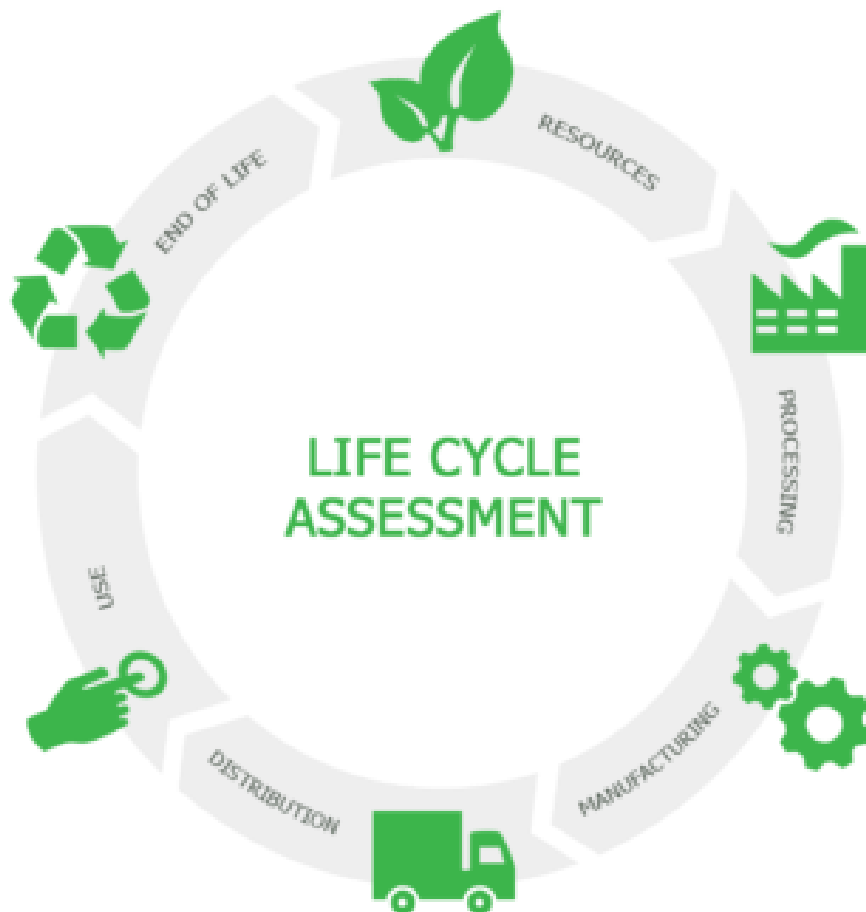 LIFE CYCLE
ASSESSMENT
RESOURCES
PROCESSING
MANUFACTURING
DISTRIBUTION
USE
END OF LIFE